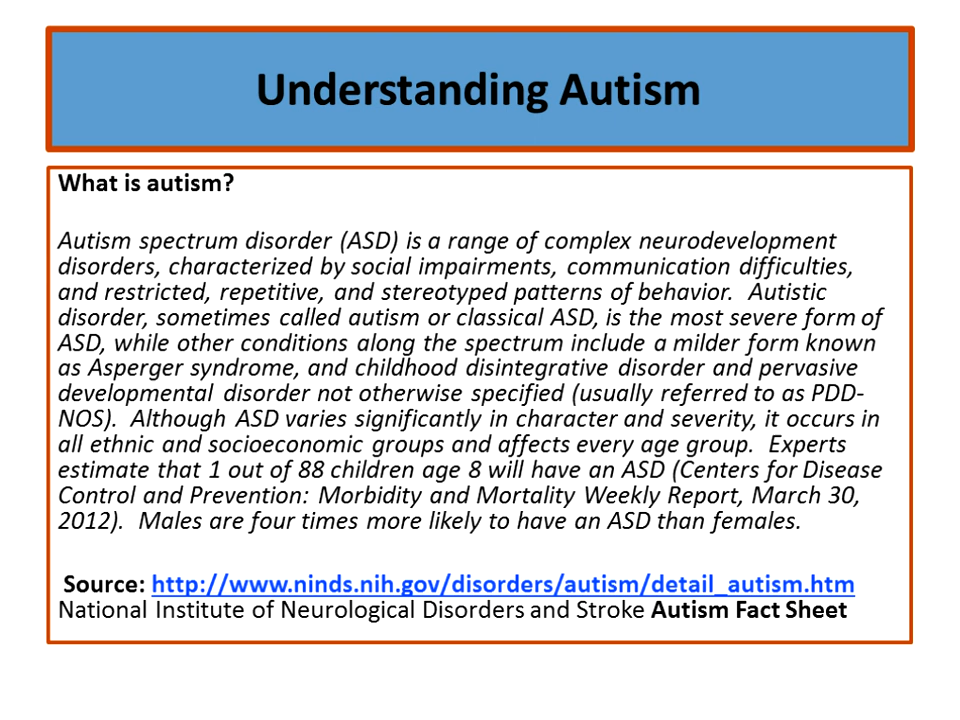 Understanding Autism
What is autism?
Autism spectrum disorder (ASD) is a range of complex neurodevelopment
disorders, characterized by social impairments, communication difficulties,
and restricted, repetitive, and stereotyped patterns of behavior.  Autistic
disorder, sometimes called autism or classical ASD, is the most severe form of
ASD, while other conditions along the spectrum include a milder form known
as Asperger syndrome, and childhood disintegrative disorder and pervasive
developmental disorder not otherwise specified (usually referred to as PDD-
NOS).  Although ASD varies significantly in character and severity, it occurs in
all ethnic and socioeconomic groups and affects every age group.  Experts
estimate that 1 out of 88 children age 8 will have an ASD (Centers for Disease
Control and Prevention: Morbidity and Mortality Weekly Report, March 30,
2012).  Males are four times more likely to have an ASD than females.
Source: http://www.ninds.nih.gov/disorders/autism/detail_autism.htm
National Institute of Neurological Disorders and Stroke Autism Fact Sheet